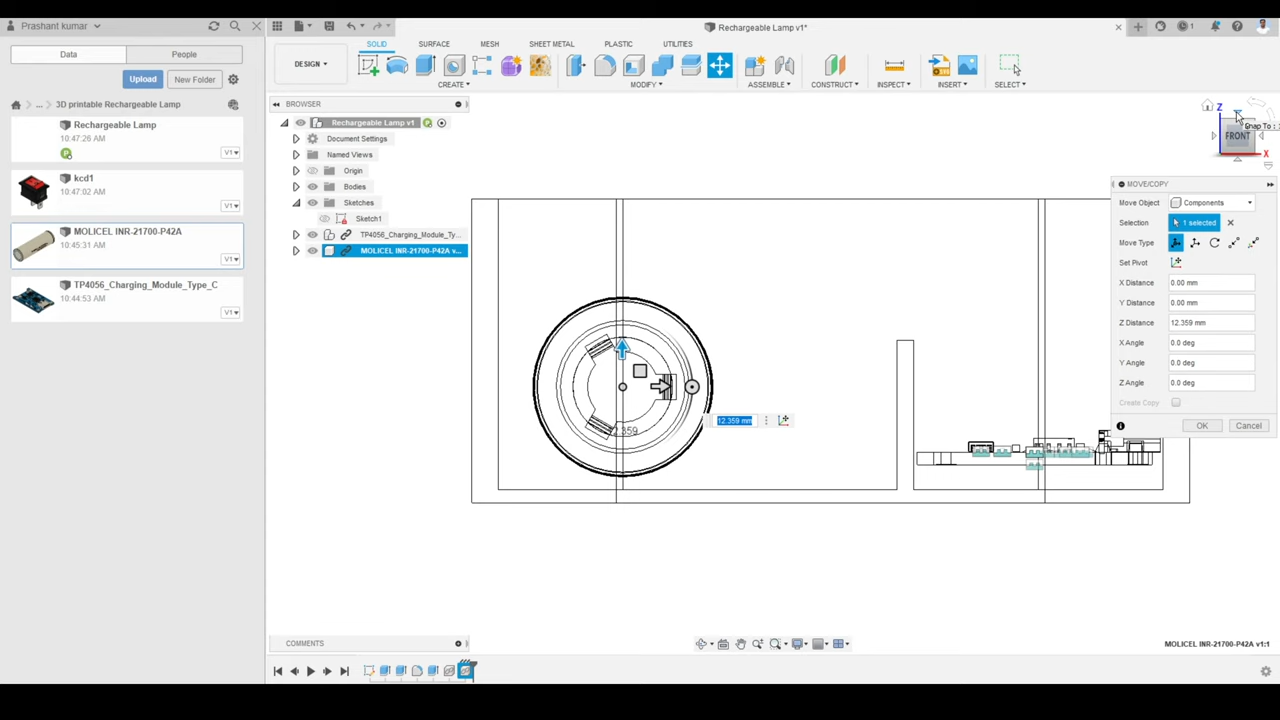 Prashant kumar
Rechargeable Lamp v1*
1
Data
People
DESIGN
SOLID
SURFACE
MESH
SHEET METAL
PLASTIC
UTILITIES
Upload
New Folder
CREATE
MODIFY
ASSEMBLE
CONSTRUCT
INSPECT
INSERT
SELECT
... 3D printable Rechargeable Lamp
BROWSER
Rechargeable Lamp
10:47:26 AM
V1
kcd1
10:47:02 AM
V1
MOLICEL INR-21700-P42A
10:45:31 AM
V1
TP4056_Charging_Module_Type_C
10:44:53 AM
V1
Rechargeable Lamp v1
Document Settings
Named Views
Origin
Bodies
Sketches
Sketch1
TP4056_Charging_Module_Ty...
MOLICEL INR-21700-P42A v...
Z
FRONT
X
Snap To :
MOVE/COPY
Move Object
Components
Selection
1 selected
Move Type
Set Pivot
X Distance
0.00 mm
Y Distance
0.00 mm
Z Distance
12.359 mm
X Angle
0.0 deg
Y Angle
0.0 deg
Z Angle
0.0 deg
Create Copy
OK
Cancel
12.359 mm
12.359
COMMENTS
MOLICEL INR-21700-P42A v1:1